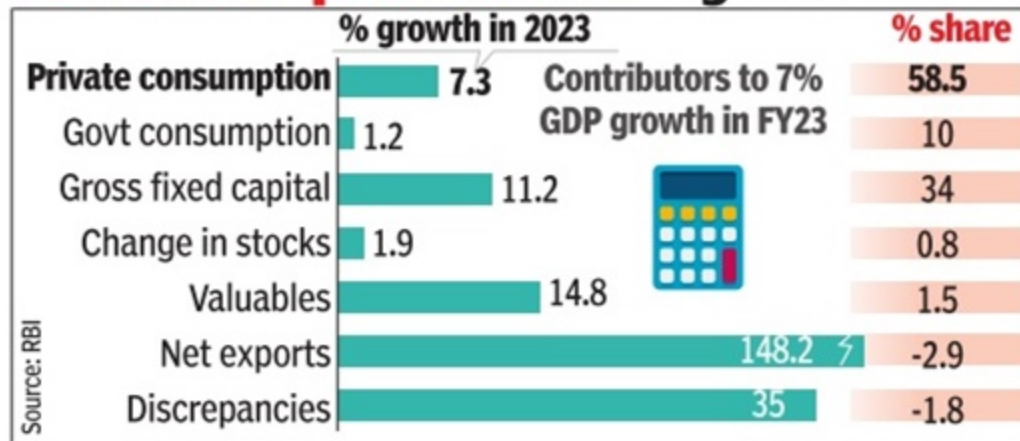 % growth in 2023
% share
Private consumption 7.3 58.5
Contributors to 7%
GDP growth in FY23
Govt consumption 1.2 10
Gross fixed capital 11.2 34
Change in stocks 1.9 0.8
Valuables 14.8 1.5
Net exports 148.2 -2.9
Discrepancies 35 -1.8
Source: RBI